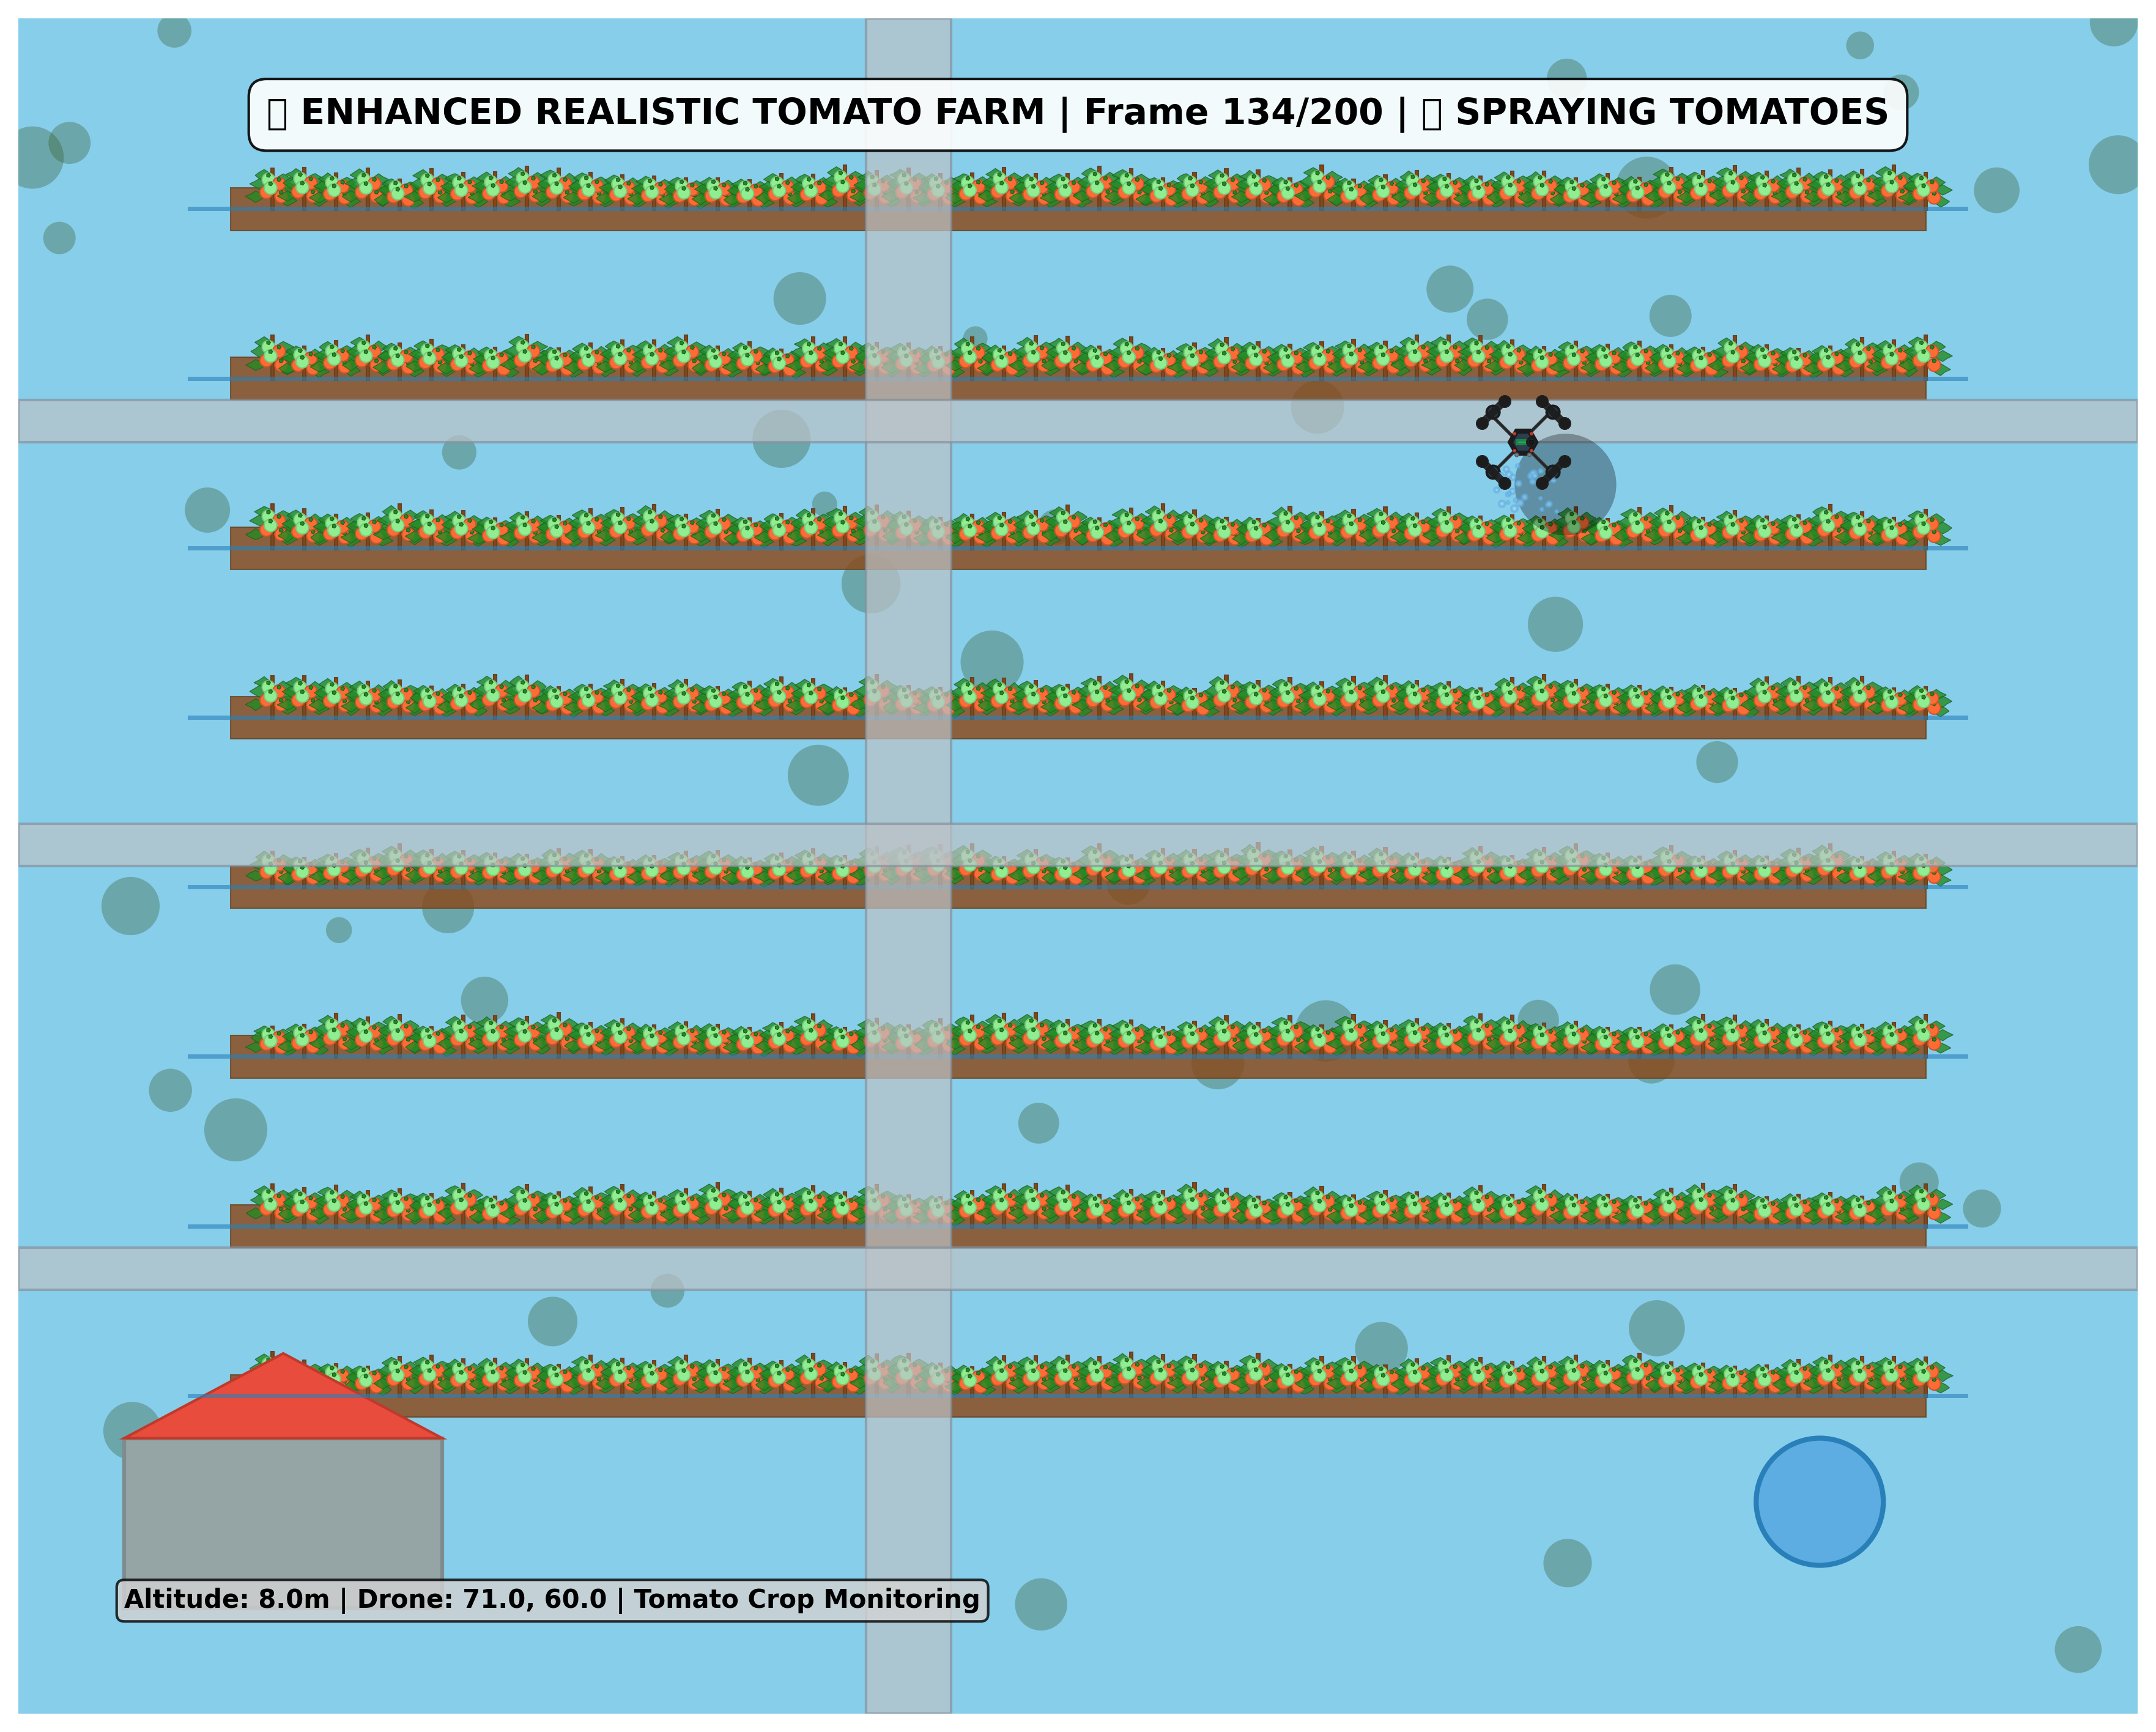 ▯ ENHANCED REALISTIC TOMATO FARM | Frame 134/200 | ▯ SPRAYING TOMATOES
Altitude: 8.0m | Drone: 71.0, 60.0 | Tomato Crop Monitoring